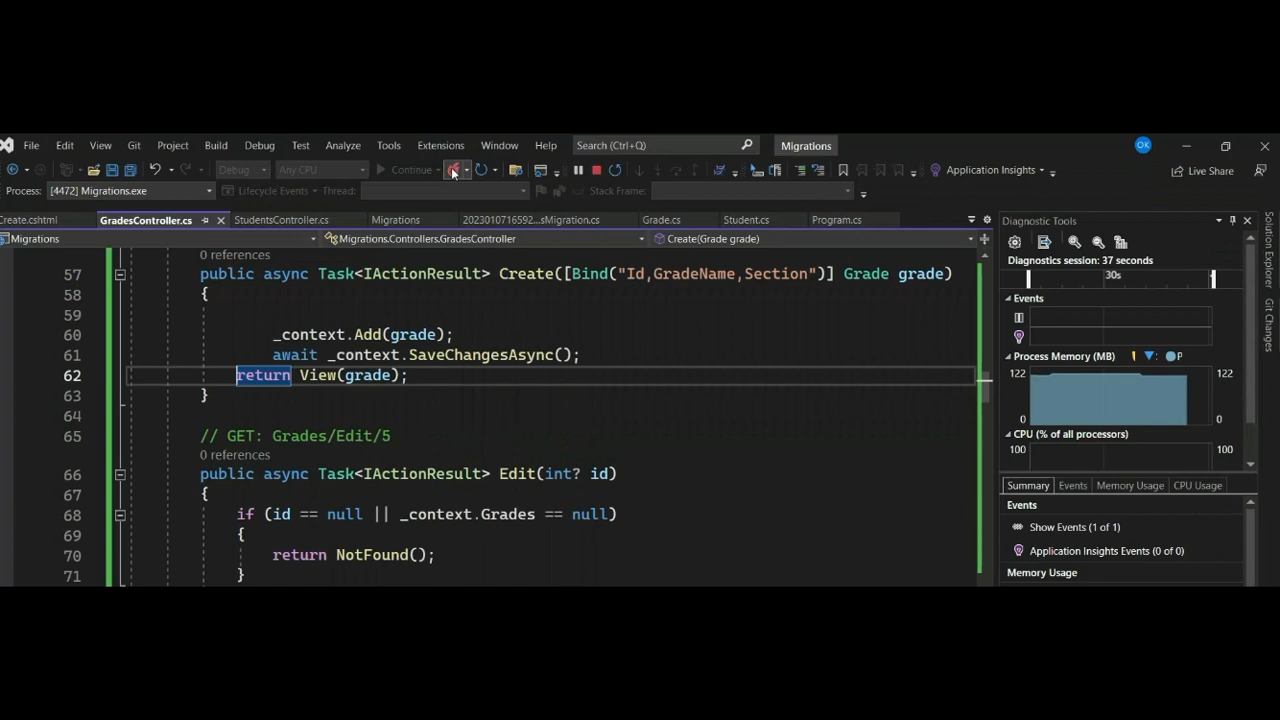 File Edit View Git Project Build Debug Test Analyze Tools Extensions Window Help Search (Ctrl+Q) Migrations OK
Debug Any CPU Continue Application Insights Live Share
Process: [4472] Migrations.exe Lifecycle Events Thread: Stack Frame:
Create.cshtml GradesController.cs StudentsController.cs Migrations 2023010716592...sMigration.cs Grade.cs Student.cs Program.cs
Migrations Migrations.Controllers.GradesController Create(Grade grade)
0 references
57 public async Task<IActionResult> Create([Bind("Id,GradeName,Section")] Grade grade)
58 {
59
60 _context.Add(grade);
61 await _context.SaveChangesAsync();
62 return View(grade);
63 }
64
65 // GET: Grades/Edit/5
0 references
66 public async Task<IActionResult> Edit(int? id)
67 {
68 if (id == null || _context.Grades == null)
69 {
70 return NotFound();
71 }
Diagnostic Tools
Diagnostics session: 37 seconds
30s
Events
Process Memory (MB) P
122 122
0 0
CPU (% of all processors)
100 100
Summary Events Memory Usage CPU Usage
Events
Show Events (1 of 1)
Application Insights Events (0 of 0)
Memory Usage
Solution Explorer
Git Changes